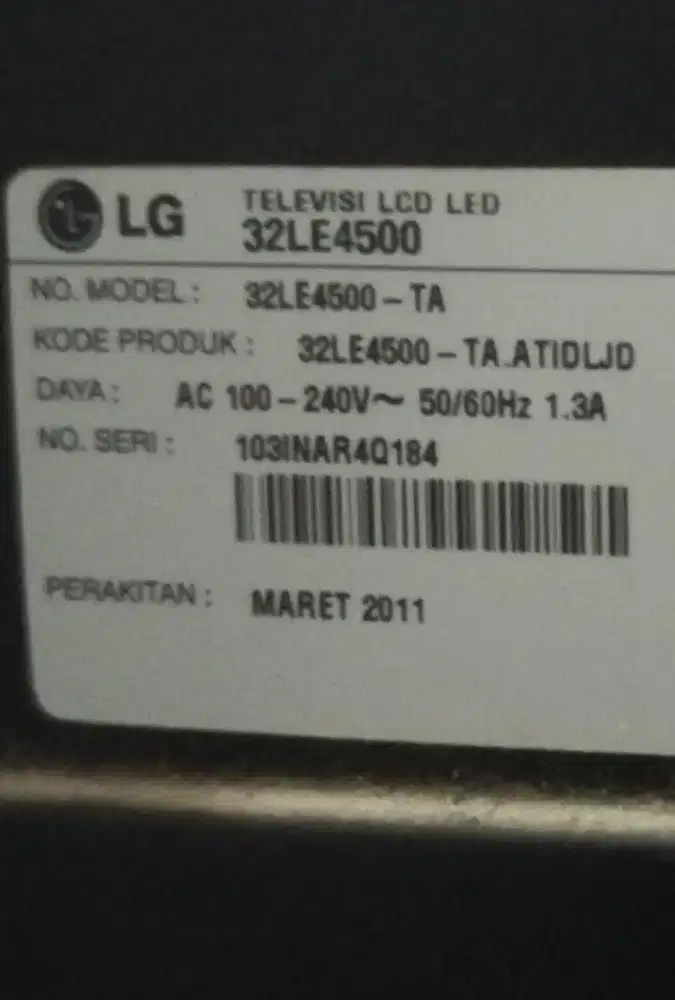 LG
TELEVISI LCD LED
32LE4500
NO. MODEL : 32LE4500-TA
KODE PRODUK : 32LE4500-TA.ATIDLJD
DAYA : AC 100-240V~ 50/60Hz 1.3A
NO. SERI : 103INAR4Q184
PERAKITAN : MARET 2011